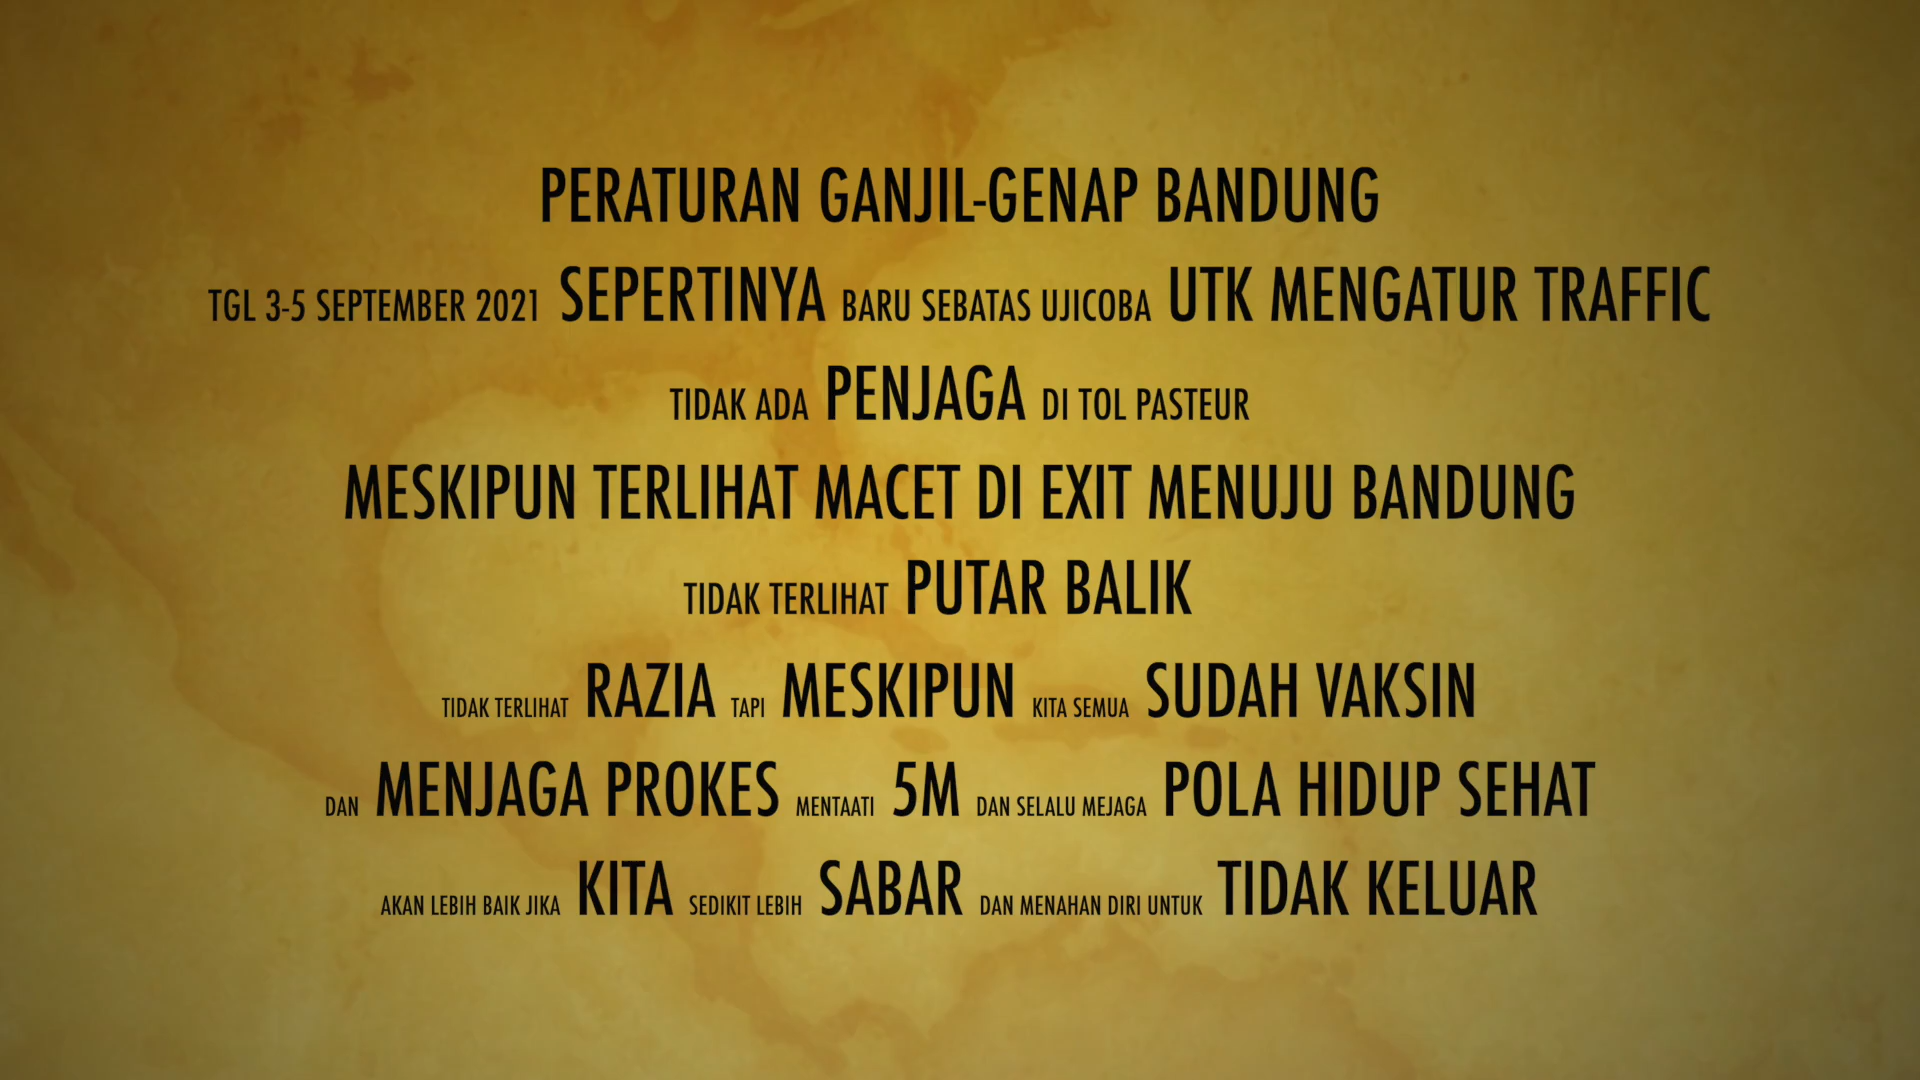 PERATURAN GANJIL-GENAP BANDUNG
TGL 3-5 SEPTEMBER 2021 SEPERTINYA BARU SEBATAS UJICOBA UTK MENGATUR TRAFFIC
TIDAK ADA PENJAGA DI TOL PASTEUR
MESKIPUN TERLIHAT MACET DI EXIT MENUJU BANDUNG
TIDAK TERLIHAT PUTAR BALIK
TIDAK TERLIHAT RAZIA TAPI MESKIPUN KITA SEMUA SUDAH VAKSIN
DAN MENJAGA PROKES MENTAATI 5M DAN SELALU MEJAGA POLA HIDUP SEHAT
AKAN LEBIH BAIK JIKA KITA SEDIKIT LEBIH SABAR DAN MENAHAN DIRI UNTUK TIDAK KELUAR